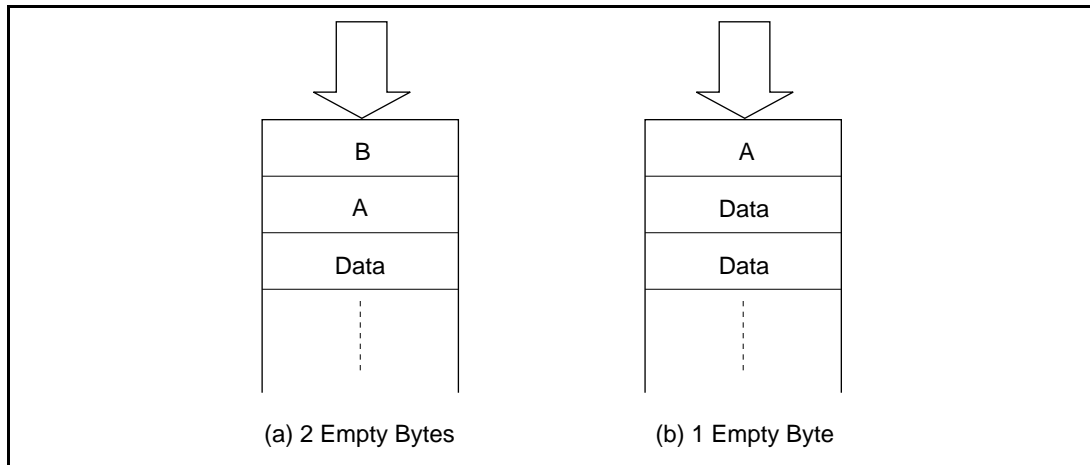 B
A
Data
(a) 2 Empty Bytes
A
Data
Data
(b) 1 Empty Byte